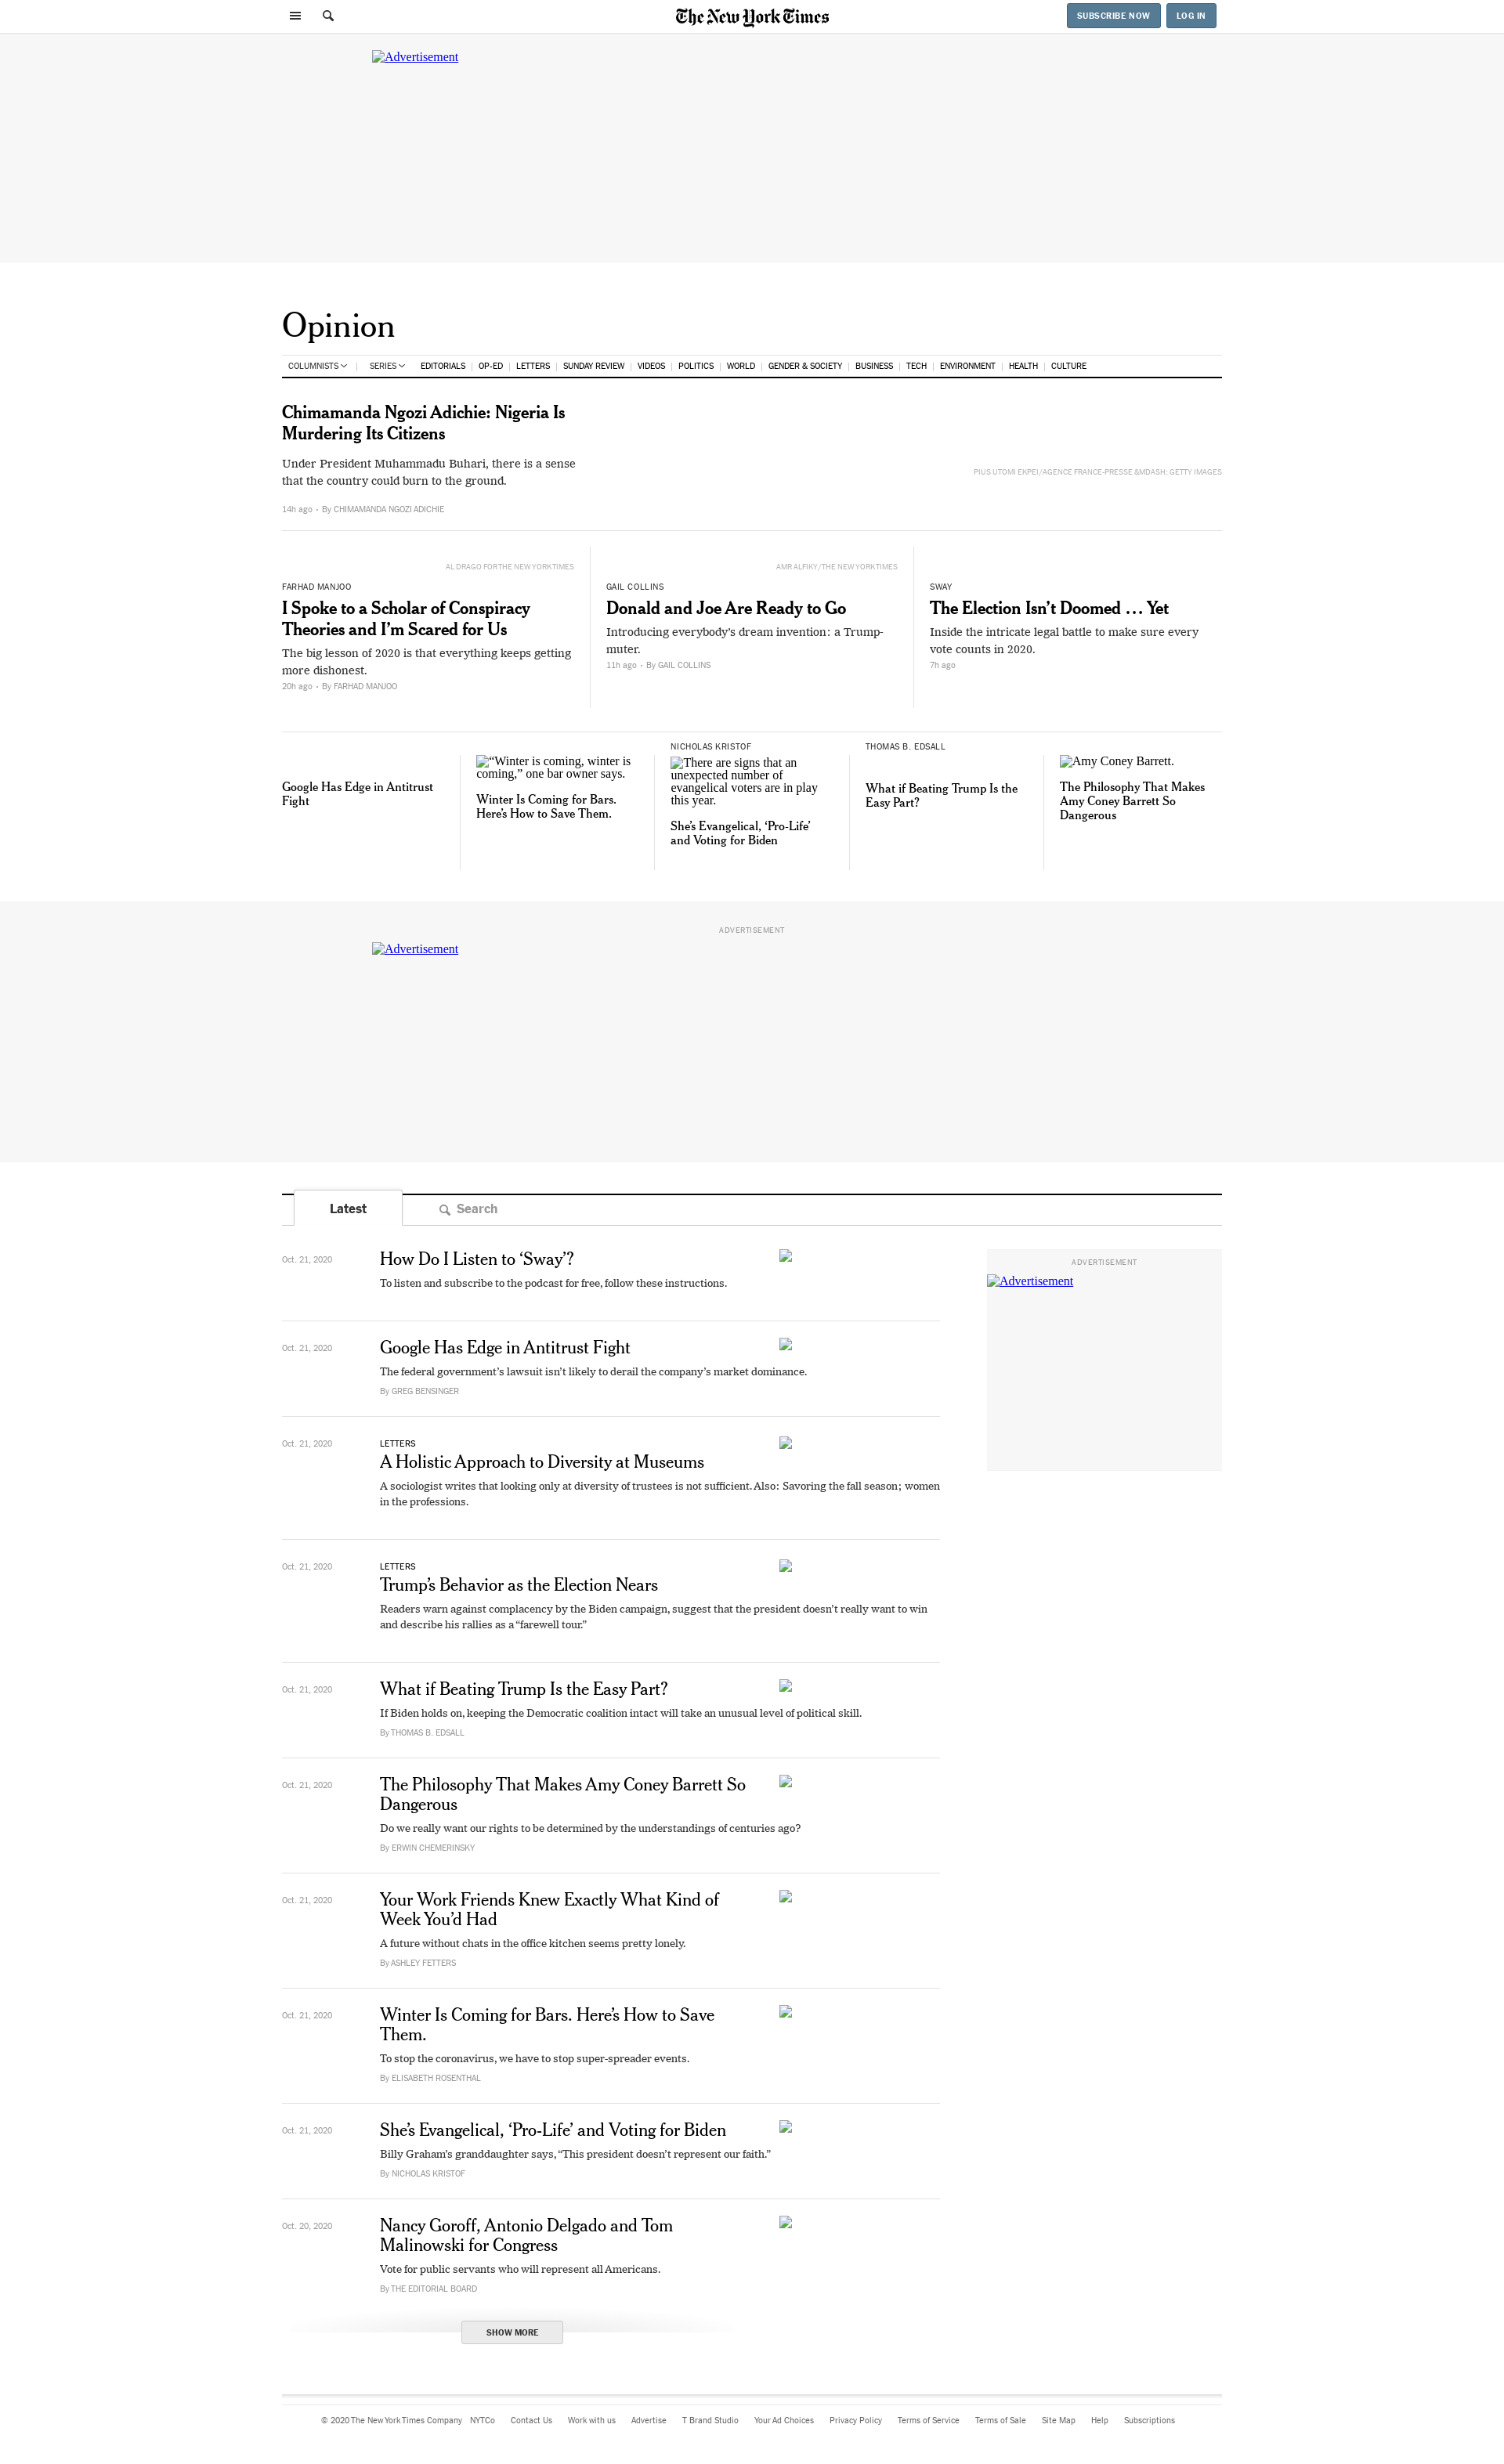 The New York Times
SUBSCRIBE NOW
LOG IN
Advertisement
Opinion
COLUMNISTS
SERIES
EDITORIALS
OP-ED
LETTERS
SUNDAY REVIEW
VIDEOS
POLITICS
WORLD
GENDER & SOCIETY
BUSINESS
TECH
ENVIRONMENT
HEALTH
CULTURE
Chimamanda Ngozi Adichie: Nigeria Is
Murdering Its Citizens
Under President Muhammadu Buhari, there is a sense
that the country could burn to the ground.
14h ago • By CHIMAMANDA NGOZI ADICHIE
PIUS UTOMI EKPEI/AGENCE FRANCE-PRESSE &MDASH; GETTY IMAGES
AL DRAGO FOR THE NEW YORK TIMES
FARHAD MANJOO
I Spoke to a Scholar of Conspiracy
Theories and I’m Scared for Us
The big lesson of 2020 is that everything keeps getting
more dishonest.
20h ago • By FARHAD MANJOO
AMR ALFIKY/THE NEW YORK TIMES
GAIL COLLINS
Donald and Joe Are Ready to Go
Introducing everybody’s dream invention: a Trump-
muter.
11h ago • By GAIL COLLINS
SWAY
The Election Isn’t Doomed … Yet
Inside the intricate legal battle to make sure every
vote counts in 2020.
7h ago
Google Has Edge in Antitrust
Fight
“Winter is coming, winter is
coming,” one bar owner says.
Winter Is Coming for Bars.
Here’s How to Save Them.
NICHOLAS KRISTOF
There are signs that an
unexpected number of
evangelical voters are in play
this year.
She’s Evangelical, ‘Pro-Life’
and Voting for Biden
THOMAS B. EDSALL
What if Beating Trump Is the
Easy Part?
Amy Coney Barrett.
The Philosophy That Makes
Amy Coney Barrett So
Dangerous
ADVERTISEMENT
Advertisement
Latest
Search
Oct. 21, 2020
How Do I Listen to ‘Sway’?
To listen and subscribe to the podcast for free, follow these instructions.
ADVERTISEMENT
Advertisement
Oct. 21, 2020
Google Has Edge in Antitrust Fight
The federal government’s lawsuit isn’t likely to derail the company’s market dominance.
By GREG BENSINGER
Oct. 21, 2020
LETTERS
A Holistic Approach to Diversity at Museums
A sociologist writes that looking only at diversity of trustees is not sufficient. Also: Savoring the fall season; women
in the professions.
Oct. 21, 2020
LETTERS
Trump’s Behavior as the Election Nears
Readers warn against complacency by the Biden campaign, suggest that the president doesn’t really want to win
and describe his rallies as a “farewell tour.”
Oct. 21, 2020
What if Beating Trump Is the Easy Part?
If Biden holds on, keeping the Democratic coalition intact will take an unusual level of political skill.
By THOMAS B. EDSALL
Oct. 21, 2020
The Philosophy That Makes Amy Coney Barrett So
Dangerous
Do we really want our rights to be determined by the understandings of centuries ago?
By ERWIN CHEMERINSKY
Oct. 21, 2020
Your Work Friends Knew Exactly What Kind of
Week You’d Had
A future without chats in the office kitchen seems pretty lonely.
By ASHLEY FETTERS
Oct. 21, 2020
Winter Is Coming for Bars. Here’s How to Save
Them.
To stop the coronavirus, we have to stop super-spreader events.
By ELISABETH ROSENTHAL
Oct. 21, 2020
She’s Evangelical, ‘Pro-Life’ and Voting for Biden
Billy Graham’s granddaughter says, “This president doesn’t represent our faith.”
By NICHOLAS KRISTOF
Oct. 20, 2020
Nancy Goroff, Antonio Delgado and Tom
Malinowski for Congress
Vote for public servants who will represent all Americans.
By THE EDITORIAL BOARD
SHOW MORE
© 2020 The New York Times Company NYTCo Contact Us Work with us Advertise T Brand Studio Your Ad Choices Privacy Policy Terms of Service Terms of Sale Site Map Help Subscriptions